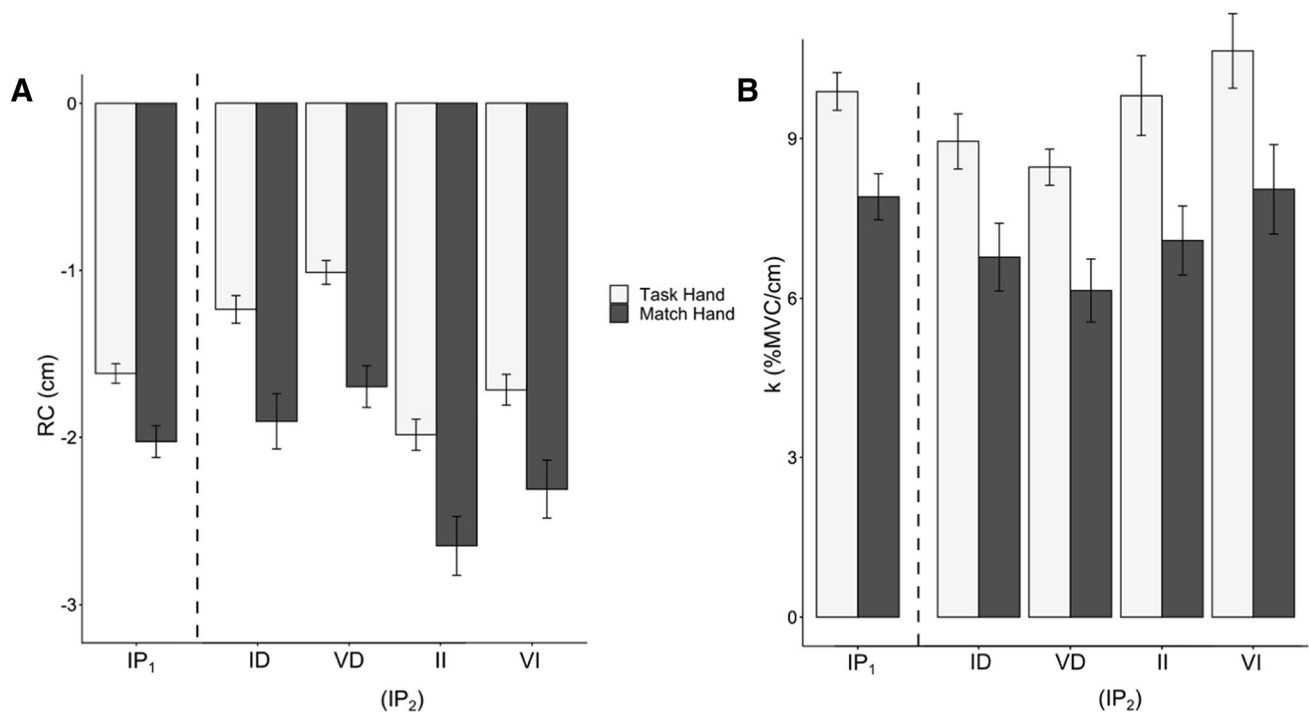 A
RC (cm)
0
-1
-2
-3
IP₁
ID
VD
II
VI
(IP₂)
Task Hand
Match Hand
B
k (%MVC/cm)
9
6
3
0
IP₁
ID
VD
II
VI
(IP₂)